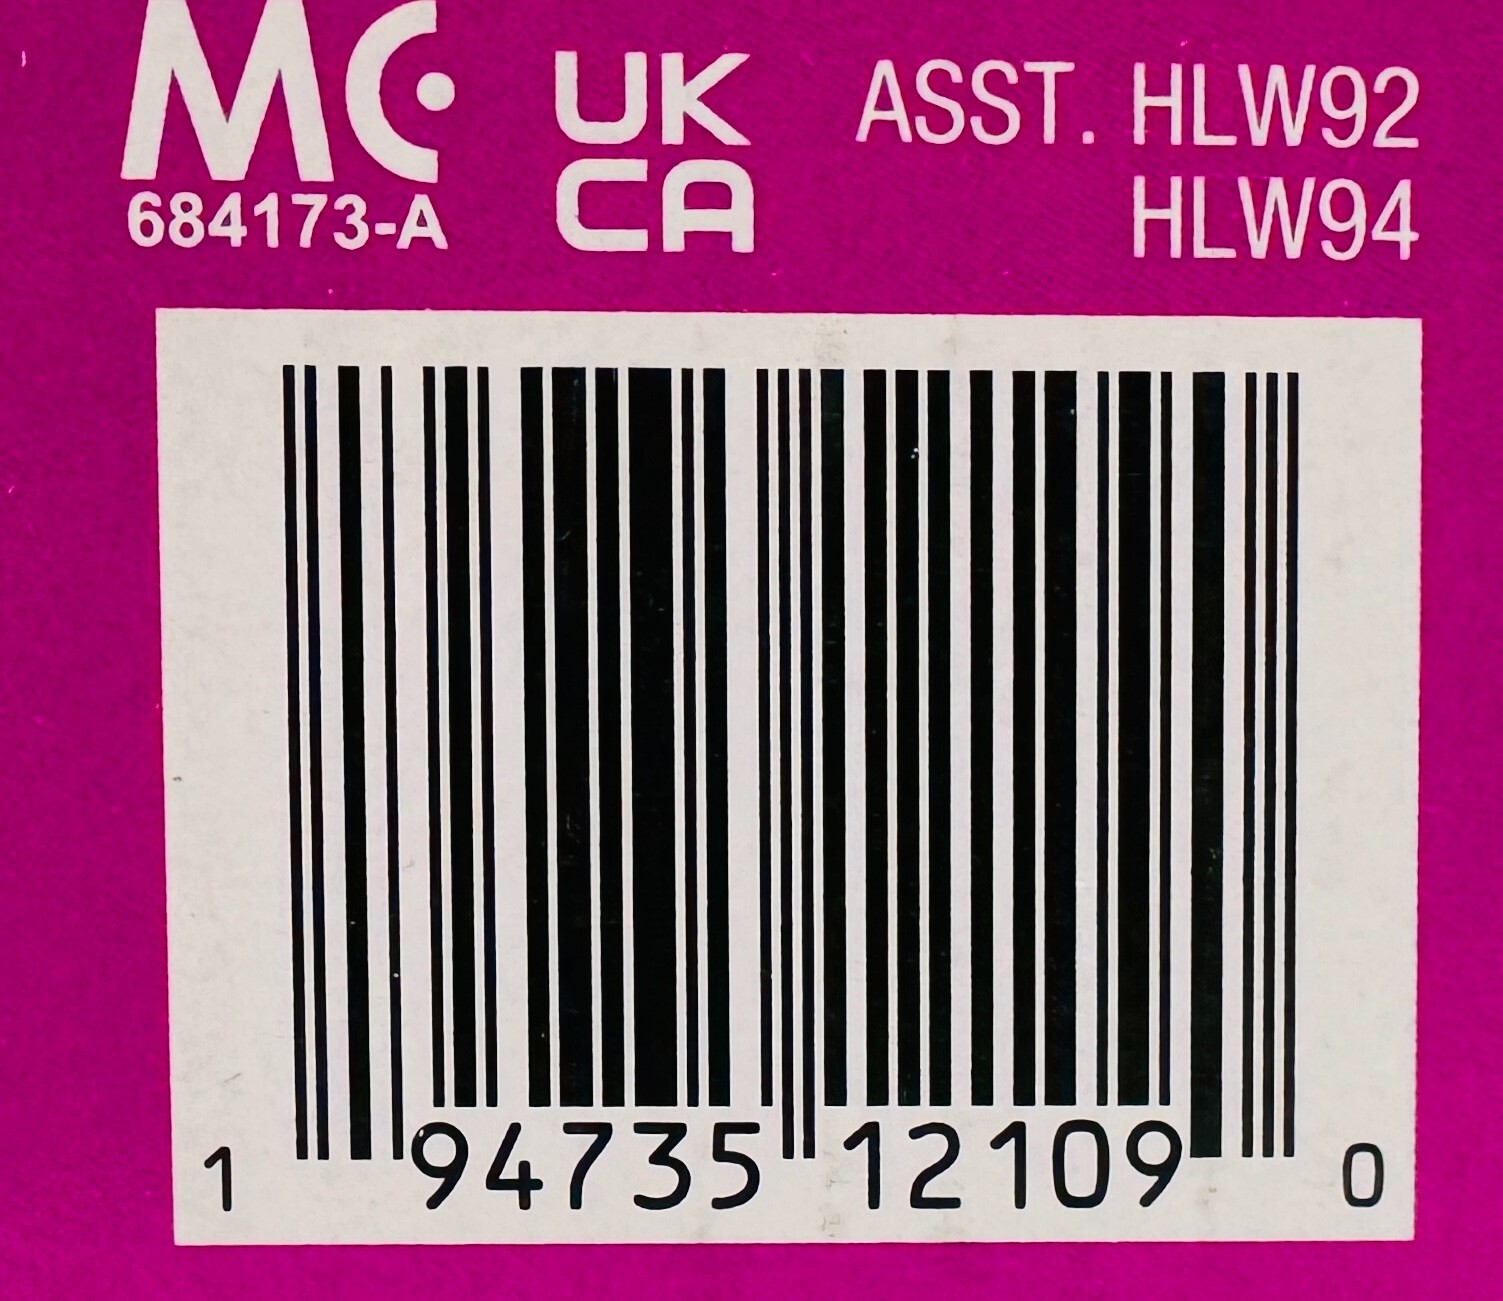 MC
684173-A
UK
CA
ASST. HLW92
HLW94
1 94735 12109 0